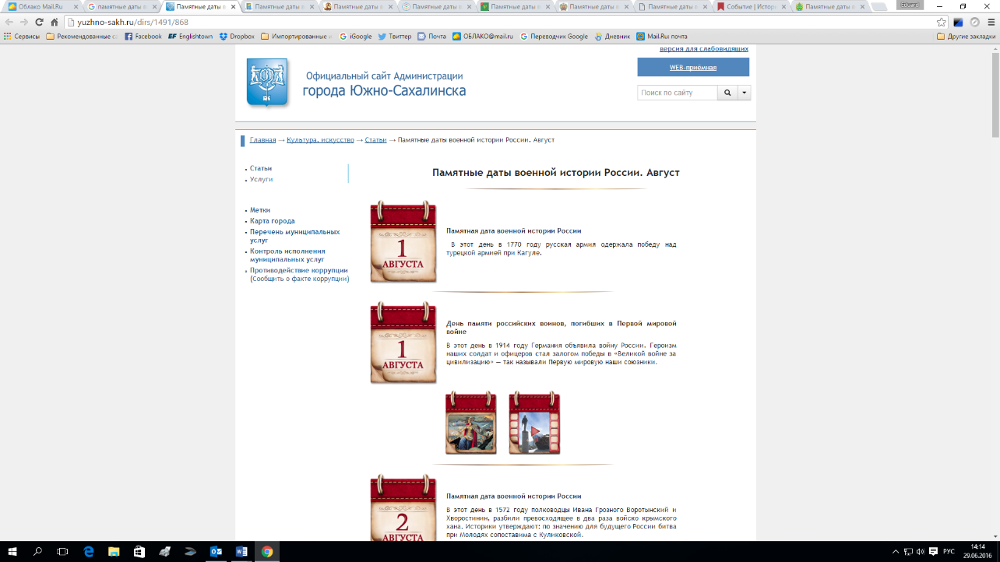 Облако Mail.Ru
памятные даты в
Памятные даты в
Памятные даты в
Памятные даты в
Памятные даты в
Памятные даты в
Памятные даты в
Памятные даты в
Событие | Истори
Памятные даты в
Eduard
yuzhno-sakh.ru/dirs/1491/868
Сервисы
Рекомендованные са
Facebook
Englishtown
Dropbox
Импортированные и
iGoogle
Твиттер
Почта
ОБЛАКО@mail.ru
Переводчик Google
Дневник
Mail.Ru: почта
Другие закладки
версия для слабовидящих
WEB-приёмная
Официальный сайт Администрации
города Южно-Сахалинска
Поиск по сайту
Главная → Культура, искусство → Статьи → Памятные даты военной истории России. Август
Статьи
Услуги
Метки
Карта города
Перечень муниципальных
услуг
Контроль исполнения
муниципальных услуг
Противодействие коррупции
(Сообщить о факте коррупции)
Памятные даты военной истории России. Август
1
АВГУСТА
Памятная дата военной истории России
В этот день в 1770 году русская армия одержала победу над
турецкой армией при Кагуле.
1
АВГУСТА
День памяти российских воинов, погибших в Первой мировой
войне
В этот день в 1914 году Германия объявила войну России. Героизм
наших солдат и офицеров стал залогом победы в «Великой войне за
цивилизацию» — так называли Первую мировую наши союзники.
2
АВГУСТА
Памятная дата военной истории России
В этот день в 1572 году полководцы Ивана Грозного Воротынский и
Хворостинин, разбили превосходящее в два раза войско крымского
хана. Историки утверждают: по значению для будущего России битва
при Молодях сопоставима с Куликовской.
РУС
14:14
29.06.2016